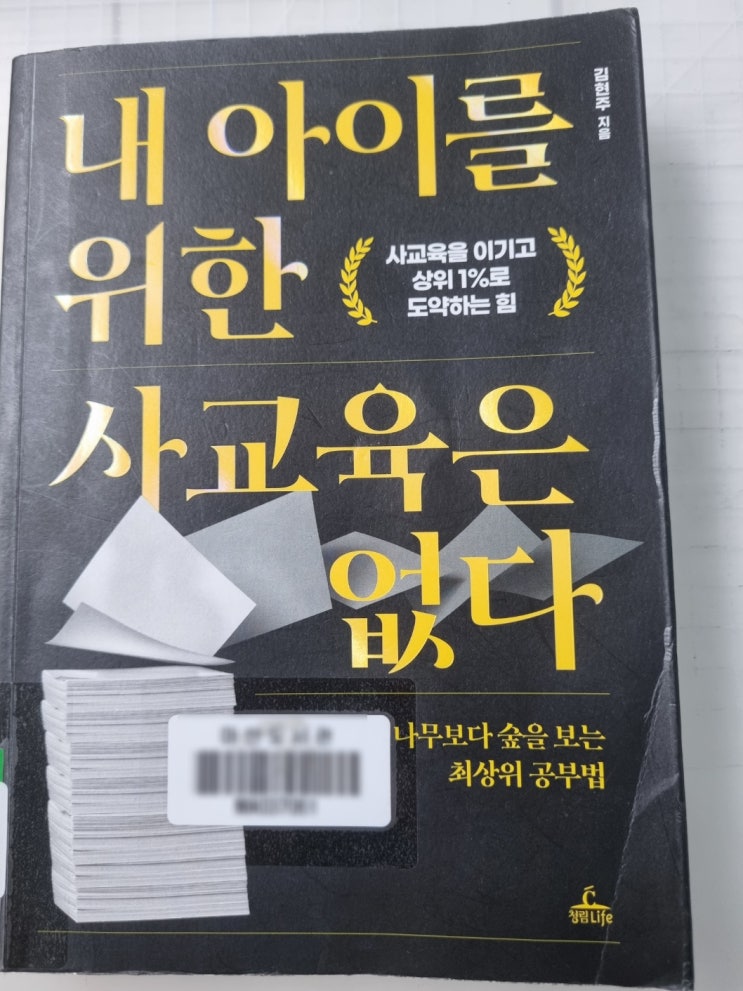 내 아이를
김현주 지음
위한
사교육을 이기고
상위 1%로
도약하는 힘
사교육은
없다
나무보다 숲을 보는
최상위 공부법
C
청림Life